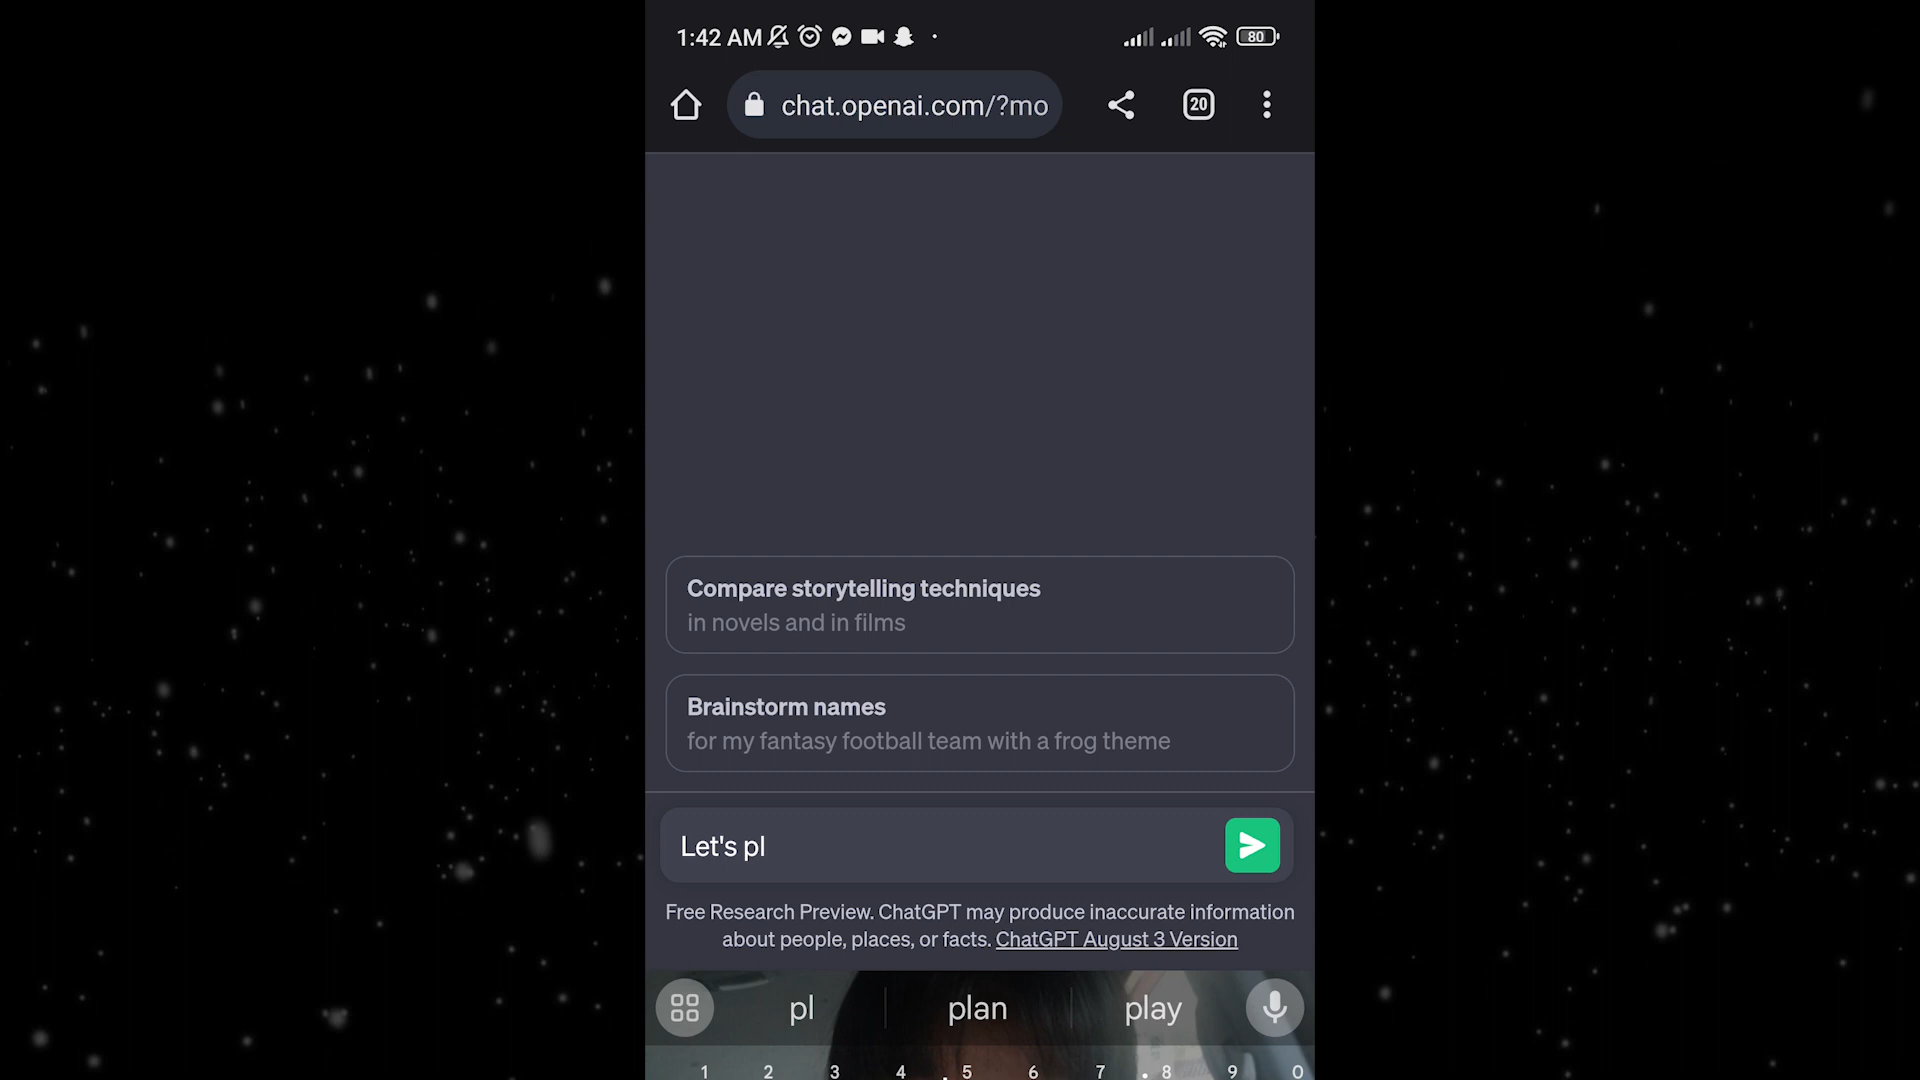 1:42 AM
80
chat.openai.com/?mo
20
Compare storytelling techniques
in novels and in films
Brainstorm names
for my fantasy football team with a frog theme
Let's pl
Free Research Preview. ChatGPT may produce inaccurate information
about people, places, or facts. ChatGPT August 3 Version
pl plan play
1 2 3 4 5 6 7 8 9 0